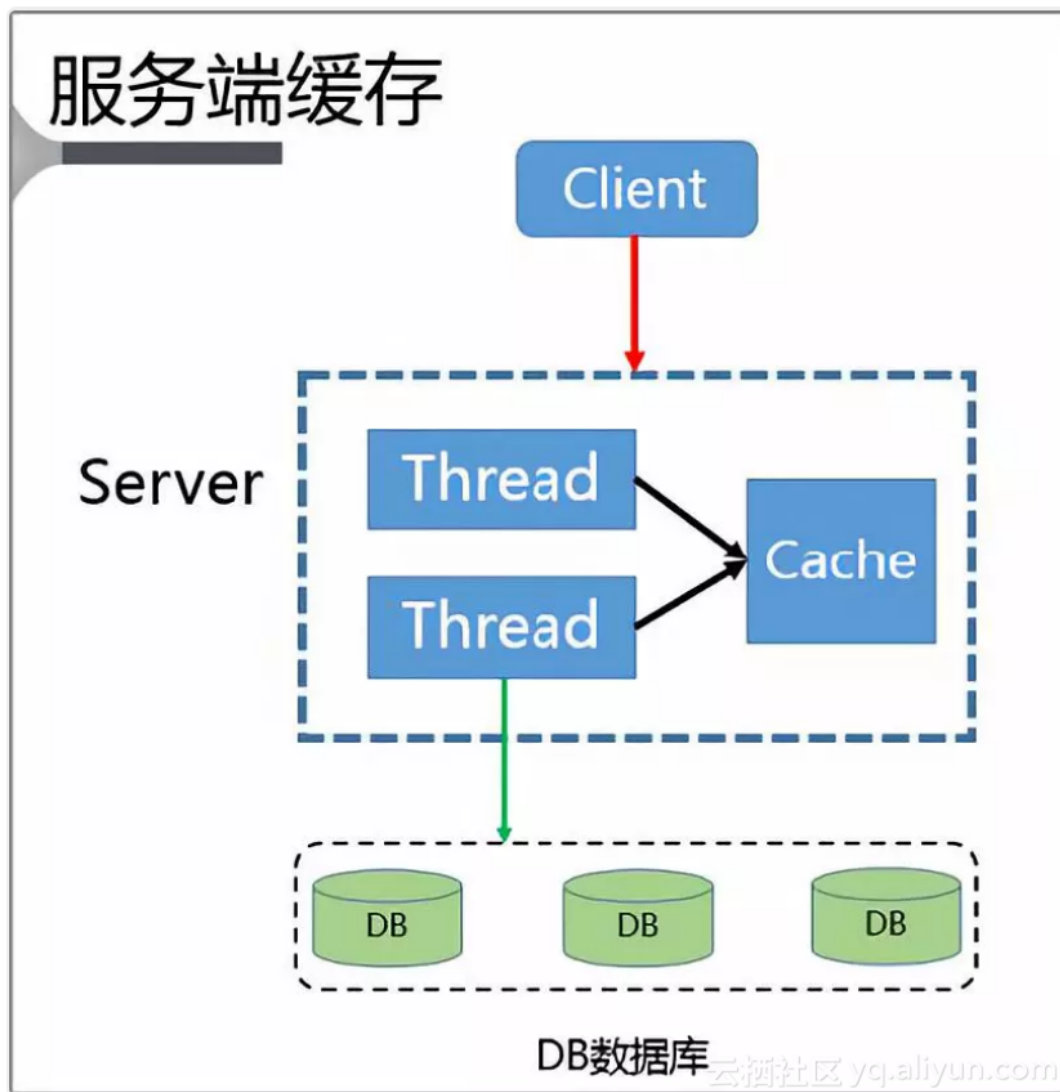 服务端缓存
Client
Server
Thread
Thread
Cache
DB
DB
DB
DB数据库
云栖社区 yq.aliyun.com